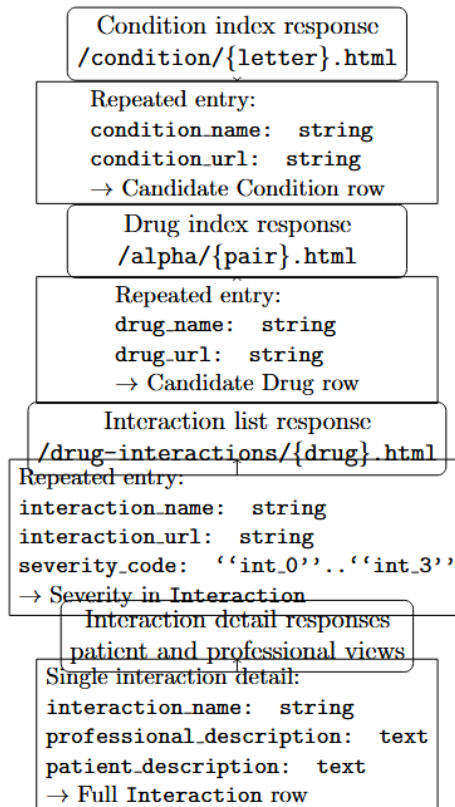 Condition index response
/condition/{letter}.html
Repeated entry:
condition_name: string
condition_url: string
→ Candidate Condition row
Drug index response
/alpha/{pair}.html
Repeated entry:
drug_name: string
drug_url: string
→ Candidate Drug row
Interaction list response
/drug-interactions/{drug}.html
Repeated entry:
interaction_name: string
interaction_url: string
severity_code: ‘‘int_0’’..‘‘int_3’’
→ Severity in Interaction
Interaction detail responses
patient and professional views
Single interaction detail:
interaction_name: string
professional_description: text
patient_description: text
→ Full Interaction row